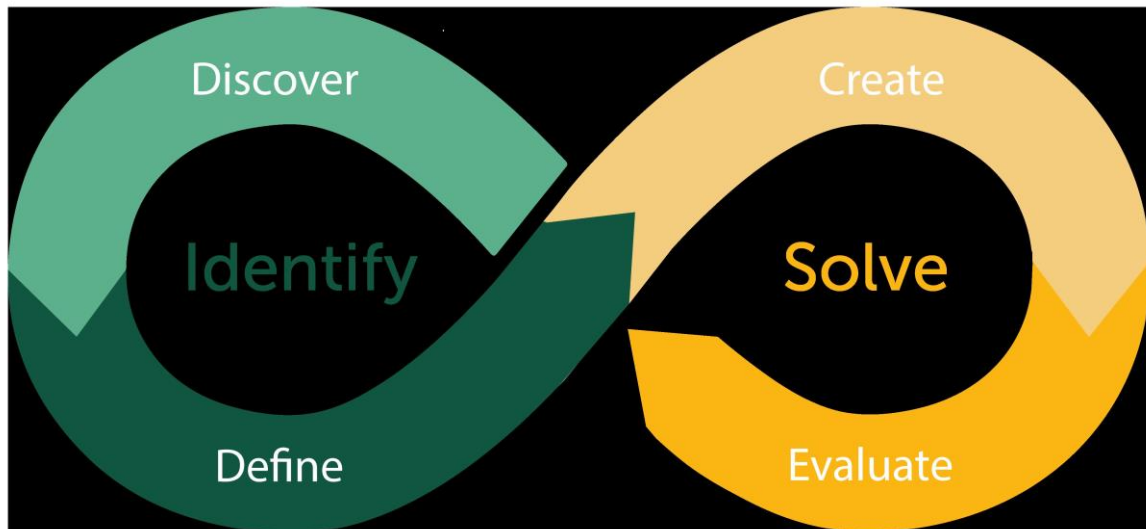 Discover
Create
Identify
Solve
Define
Evaluate